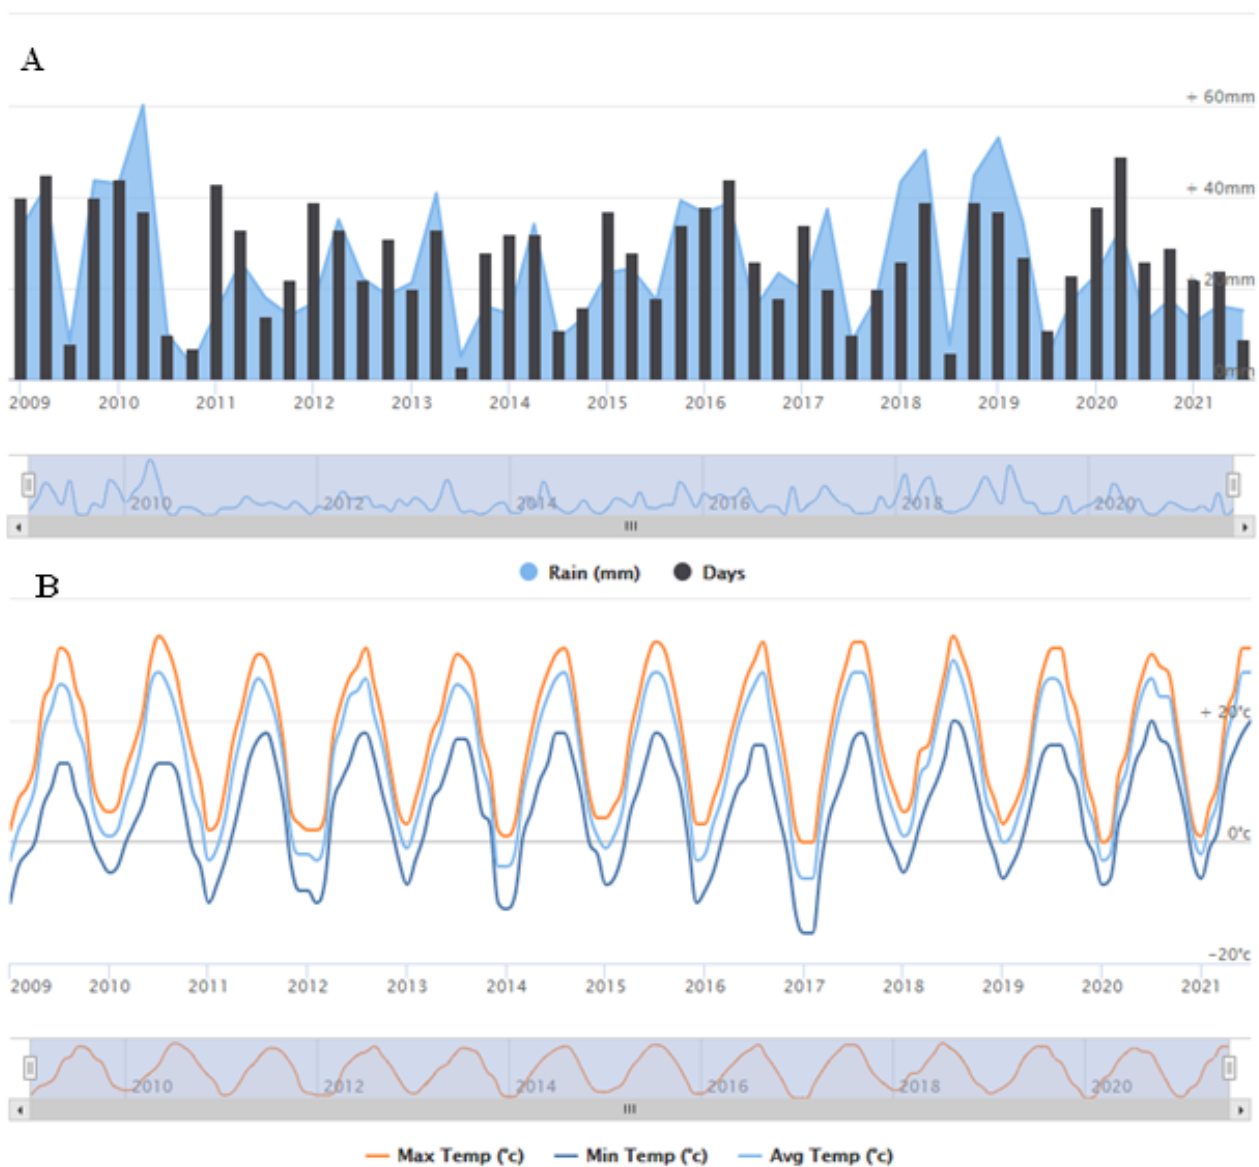 A
+ 60mm
+ 40mm
+ 20mm
0mm
2009 2010 2011 2012 2013 2014 2015 2016 2017 2018 2019 2020 2021
2010 2012 2014 2016 2018 2020
Rain (mm) Days
B
+ 20°c
0°c
-20°c
2009 2010 2011 2012 2013 2014 2015 2016 2017 2018 2019 2020 2021
2010 2012 2014 2016 2018 2020
Max Temp (°c) Min Temp (°c) Avg Temp (°c)